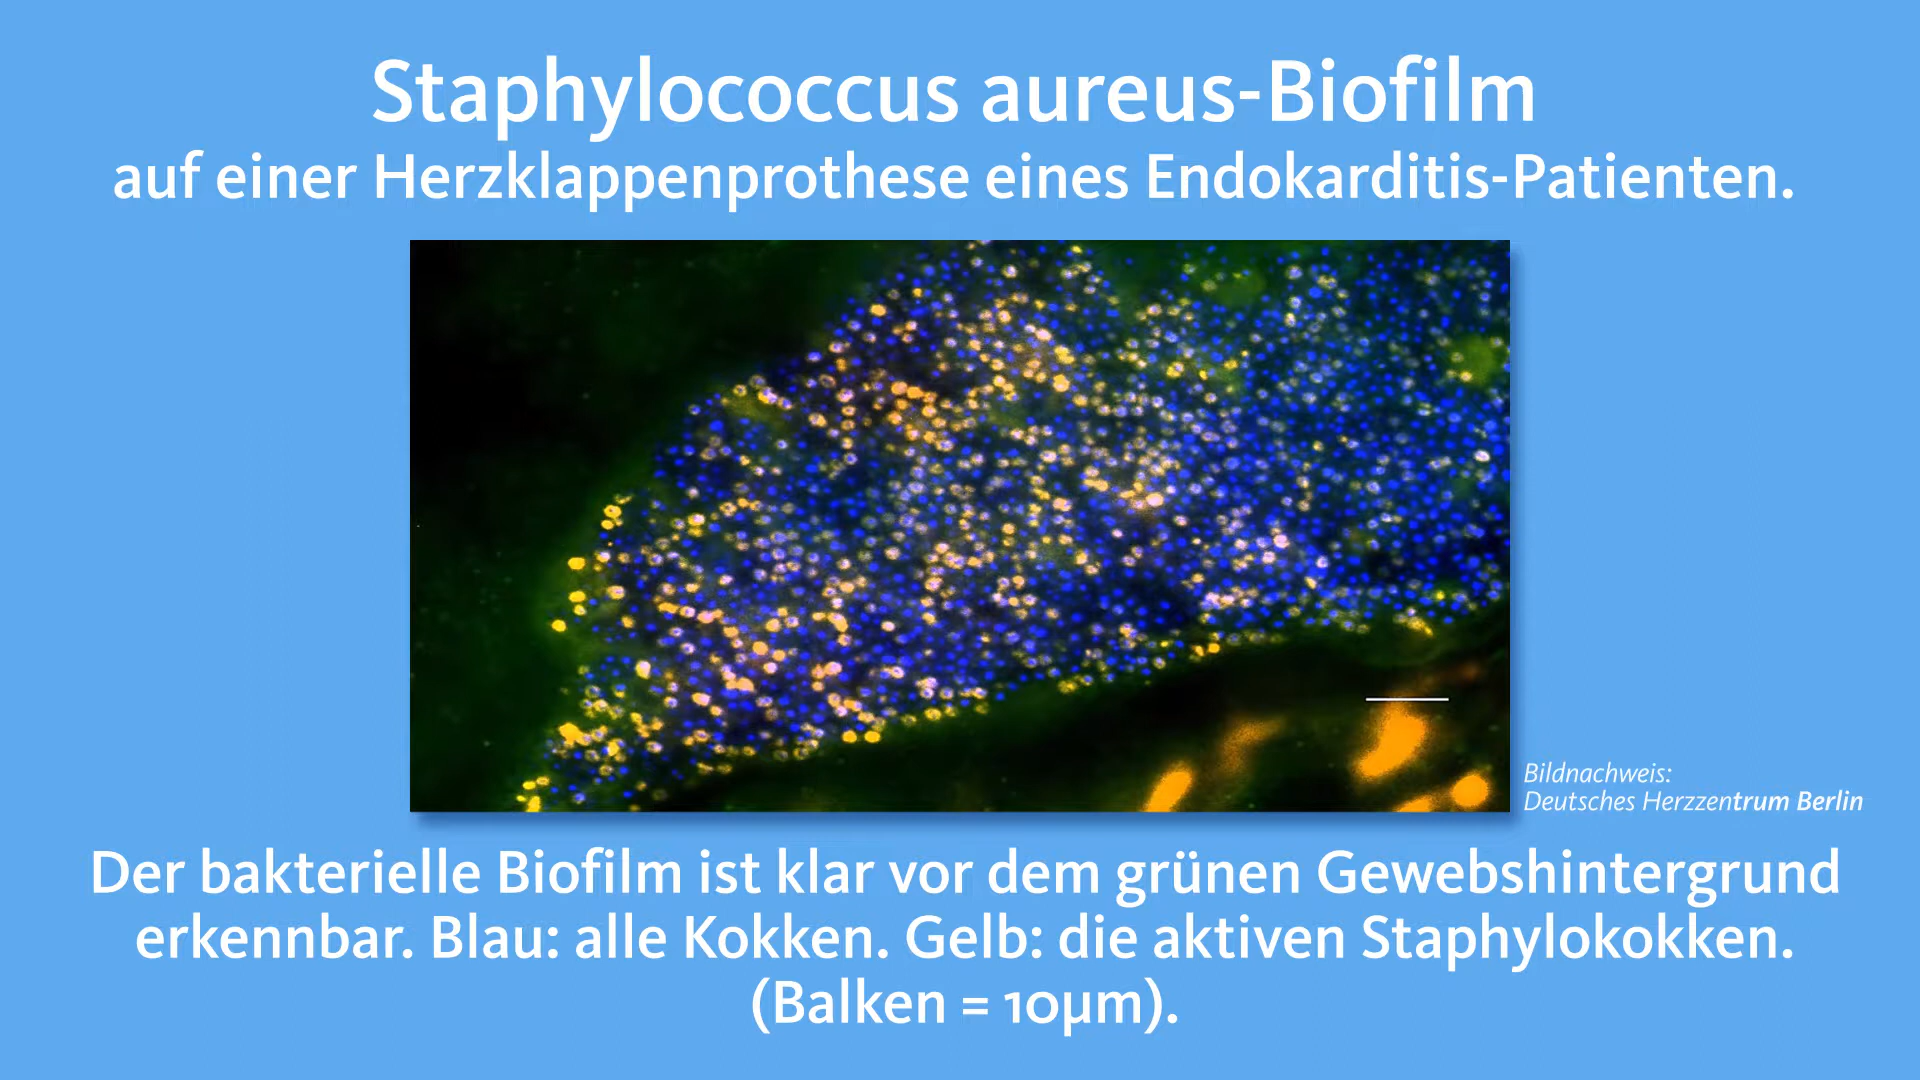 Staphylococcus aureus-Biofilm
auf einer Herzklappenprothese eines Endokarditis-Patienten.
Bildnachweis:
Deutsches Herzzentrum Berlin
Der bakterielle Biofilm ist klar vor dem grünen Gewebshintergrund
erkennbar. Blau: alle Kokken. Gelb: die aktiven Staphylokokken.
(Balken = 10µm).